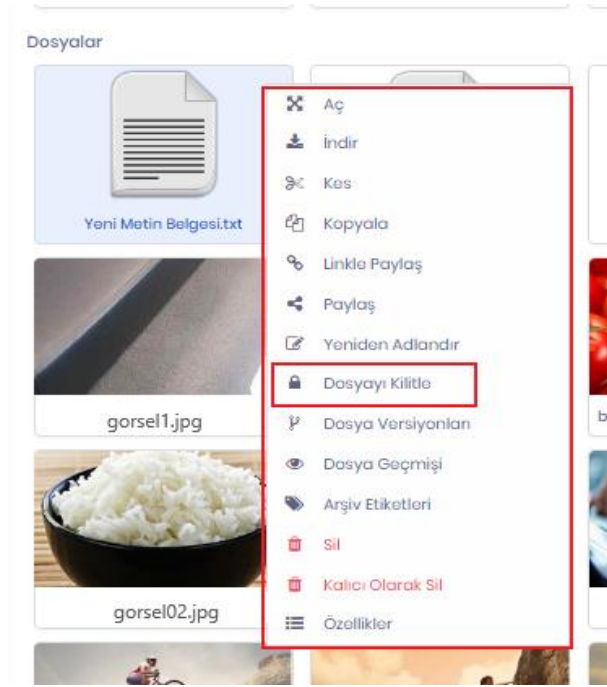 Dosyalar
Yeni Metin Belgesi.txt
Aç
İndir
Kes
Kopyala
Linkle Paylaş
Paylaş
Yeniden Adlandır
Dosyayı Kilitle
Dosya Versiyonları
Dosya Geçmişi
Arşiv Etiketleri
Sil
Kalıcı Olarak Sil
Özellikler
gorsel1.jpg
gorsel02.jpg